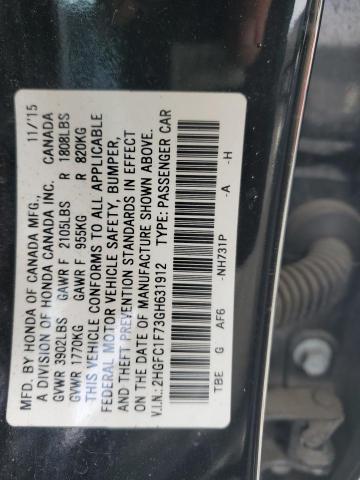 MFD. BY HONDA OF CANADA MFG., 11/'15
A DIVISION OF HONDA CANADA INC. CANADA
GVWR 3902LBS GAWR F 2105LBS R 1808LBS
GVWR 1770KG GAWR F 955KG R 820KG
THIS VEHICLE CONFORMS TO ALL APPLICABLE
FEDERAL MOTOR VEHICLE SAFETY, BUMPER,
AND THEFT PREVENTION STANDARDS IN EFFECT
ON THE DATE OF MANUFACTURE SHOWN ABOVE.
V.I.N.: 2HGFC1F73GH631912 TYPE: PASSENGER CAR
TBE G AF6 -NH731P -A -H